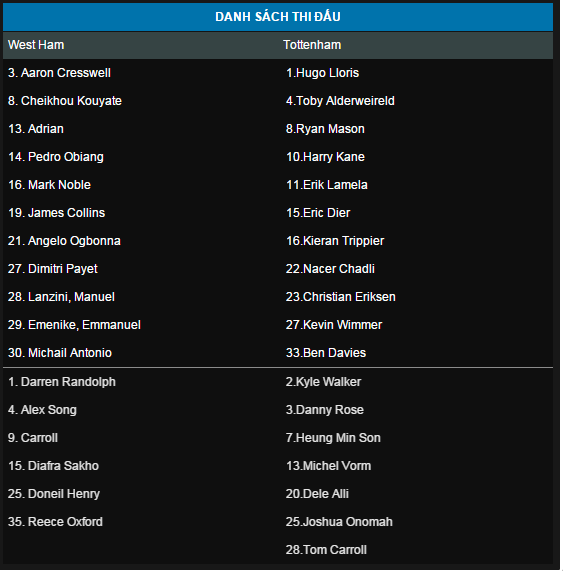 DANH SÁCH THI ĐẤU
West Ham Tottenham
3. Aaron Cresswell 1.Hugo Lloris
8. Cheikhou Kouyate 4.Toby Alderweireld
13. Adrian 8.Ryan Mason
14. Pedro Obiang 10.Harry Kane
16. Mark Noble 11.Erik Lamela
19. James Collins 15.Eric Dier
21. Angelo Ogbonna 16.Kieran Trippier
27. Dimitri Payet 22.Nacer Chadli
28. Lanzini, Manuel 23.Christian Eriksen
29. Emenike, Emmanuel 27.Kevin Wimmer
30. Michail Antonio 33.Ben Davies
1. Darren Randolph 2.Kyle Walker
4. Alex Song 3.Danny Rose
9. Carroll 7.Heung Min Son
15. Diafra Sakho 13.Michel Vorm
25. Doneil Henry 20.Dele Alli
35. Reece Oxford 25.Joshua Onomah
28.Tom Carroll